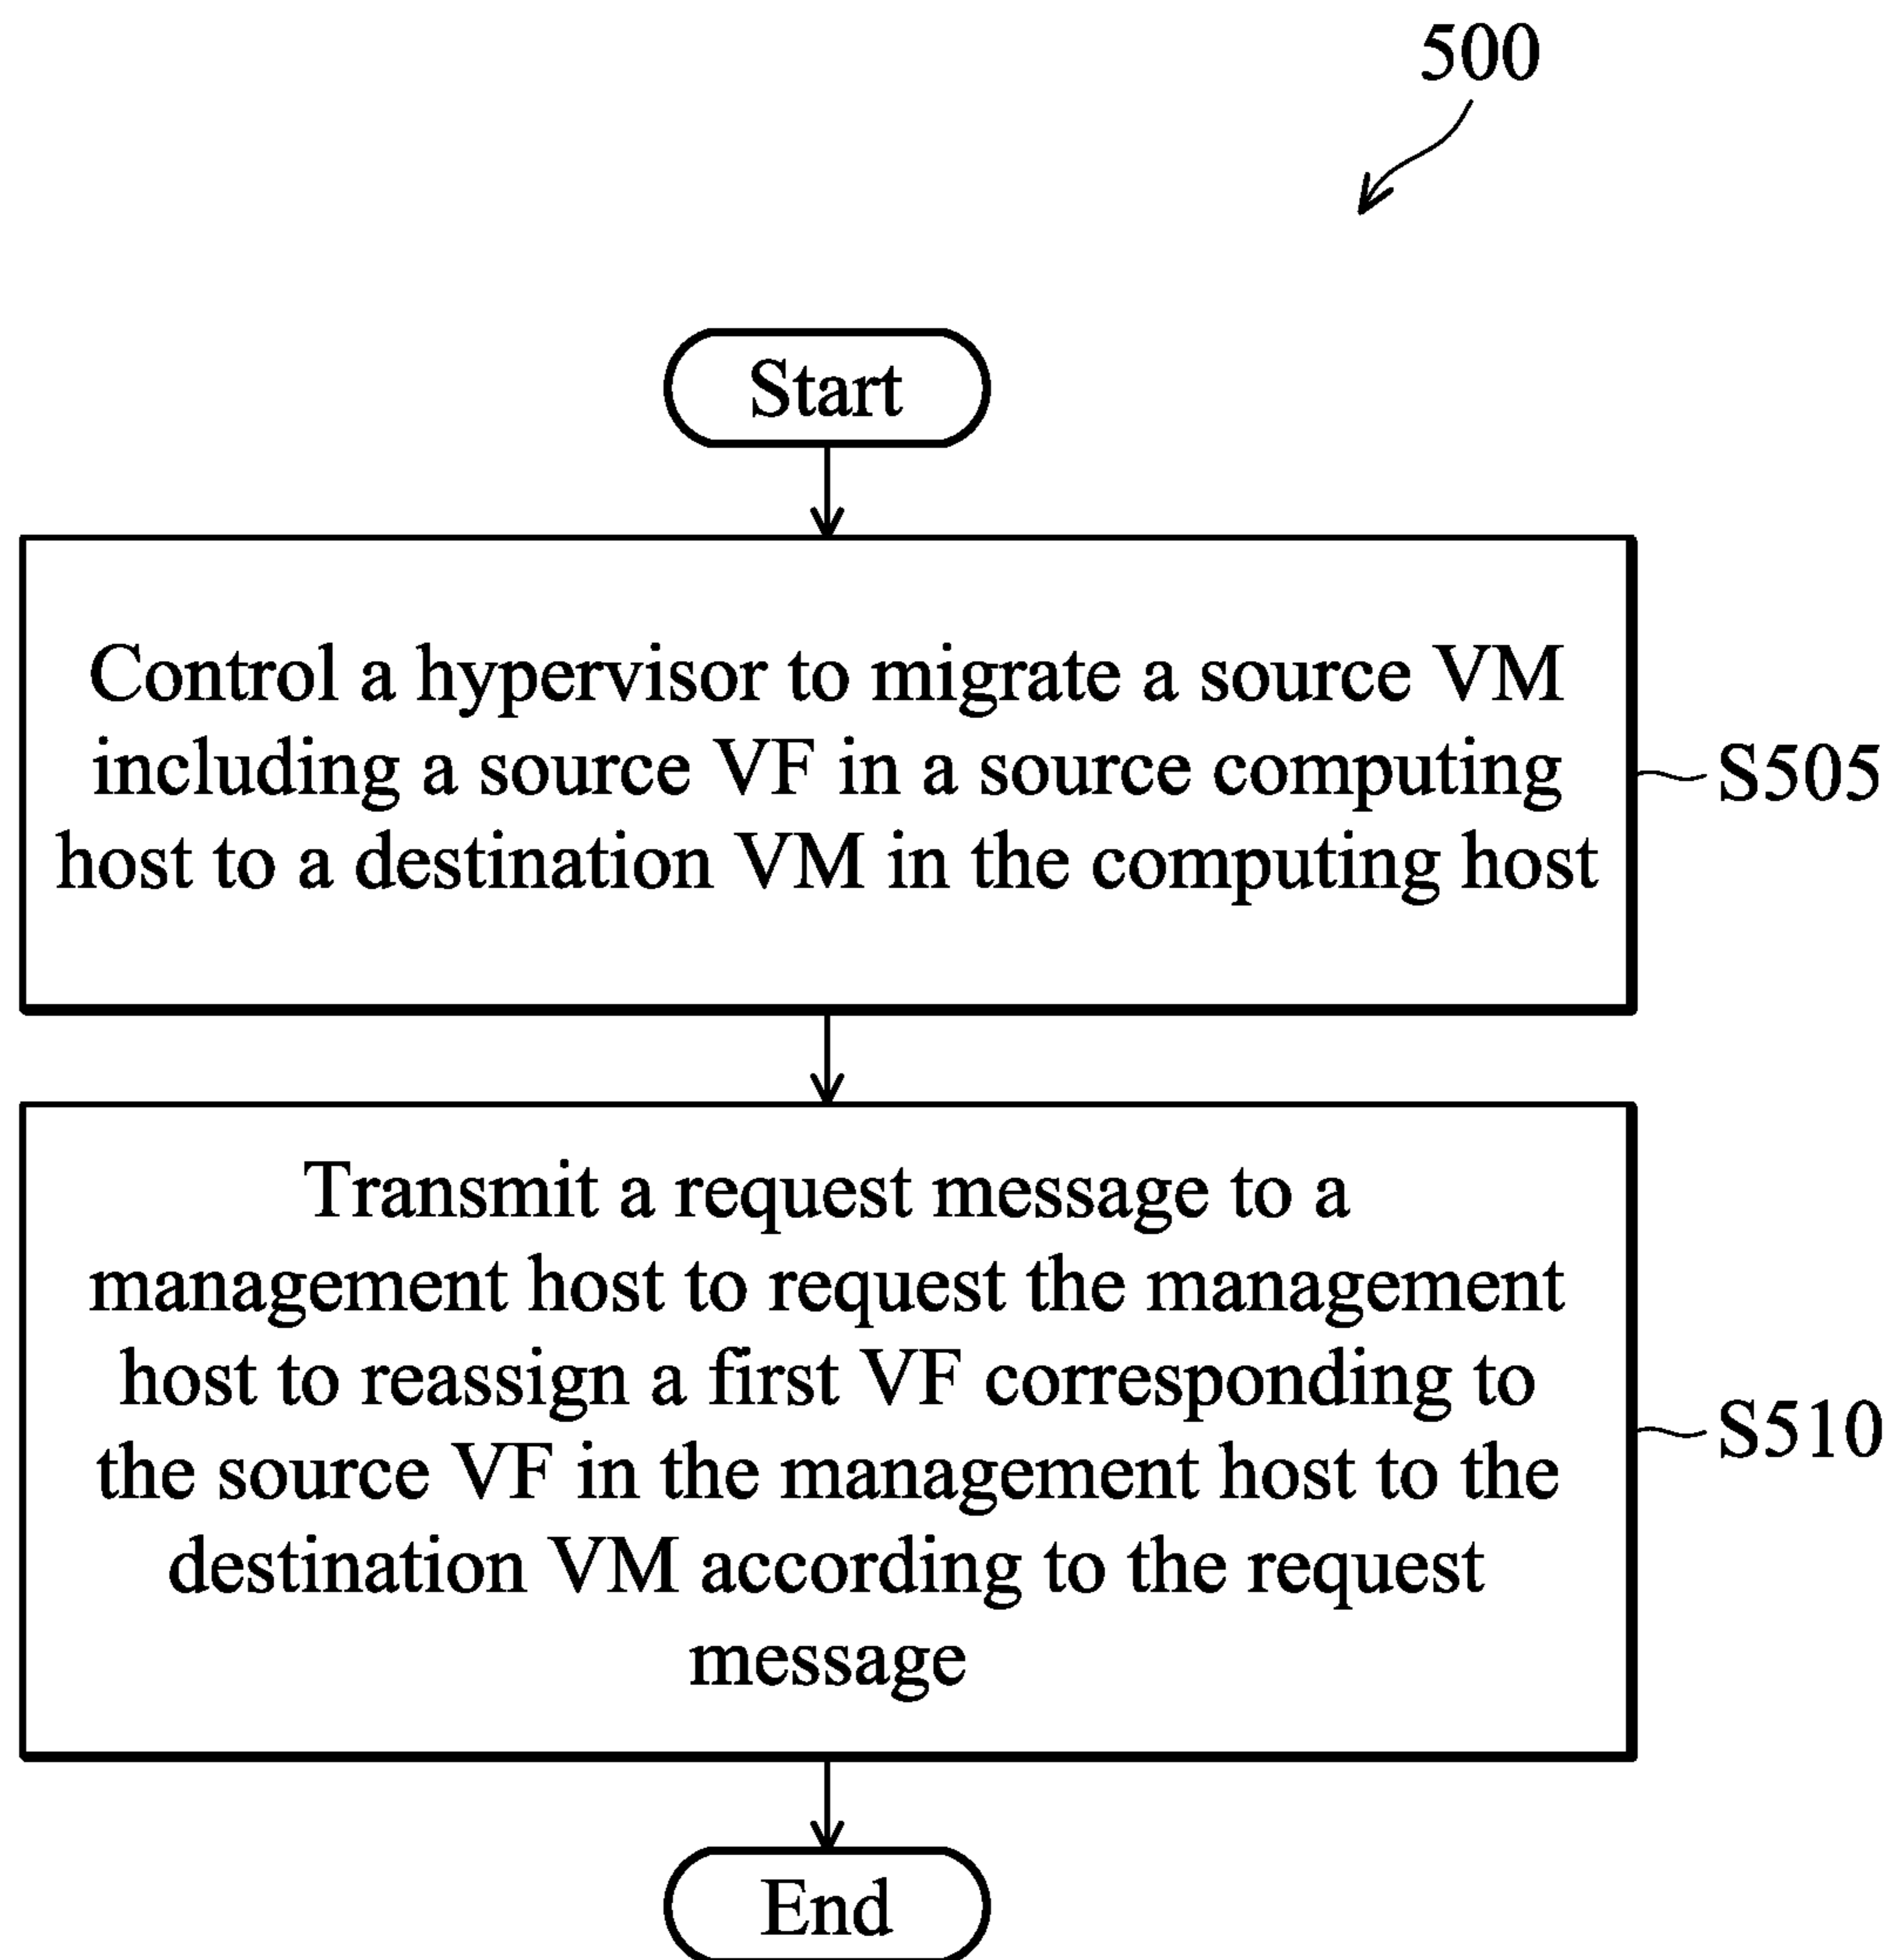 500
Start
Control a hypervisor to migrate a source VM
including a source VF in a source computing
host to a destination VM in the computing host
S505
Transmit a request message to a
management host to request the management
host to reassign a first VF corresponding to
the source VF in the management host to the
destination VM according to the request
message
S510
End